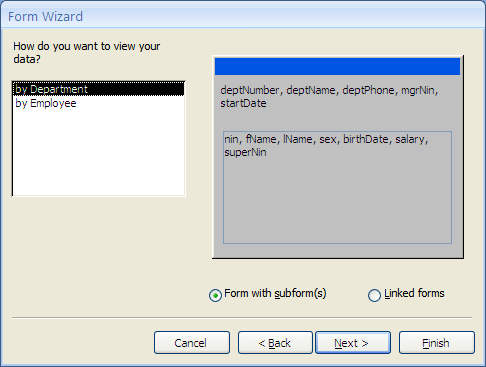 Form Wizard
How do you want to view your
data?
by Department
by Employee
deptNumber, deptName, deptPhone, mgrNin,
startDate
nin, fName, lName, sex, birthDate, salary,
superNin
Form with subform(s)
Linked forms
Cancel
< Back
Next >
Finish